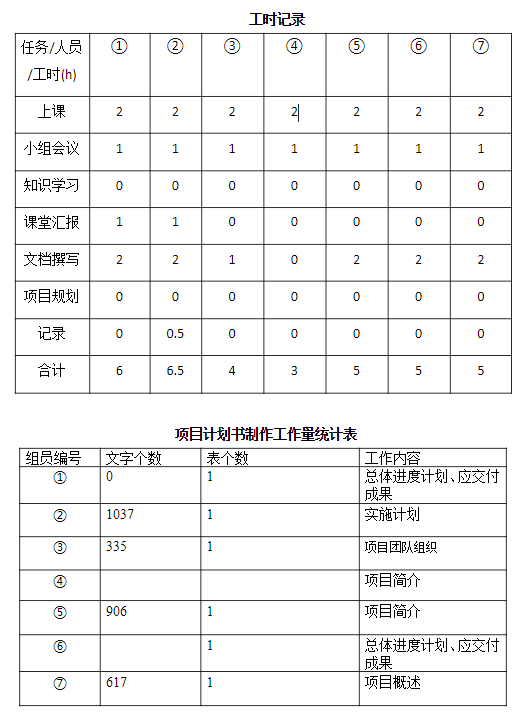 工时记录
任务/人员/工时(h) ① ② ③ ④ ⑤ ⑥ ⑦
上课 2 2 2 2 2 2 2
小组会议 1 1 1 1 1 1 1
知识学习 0 0 0 0 0 0 0
课堂汇报 1 1 0 0 0 0 0
文档撰写 2 2 1 0 2 2 2
项目规划 0 0 0 0 0 0 0
记录 0 0.5 0 0 0 0 0
合计 6 6.5 4 3 5 5 5
项目计划书制作工作量统计表
组员编号 文字个数 表个数 工作内容
① 0 1 总体进度计划、应交付成果
② 1037 1 实施计划
③ 335 1 项目团队组织
④ 项目简介
⑤ 906 1 项目简介
⑥ 1 总体进度计划、应交付成果
⑦ 617 1 项目概述